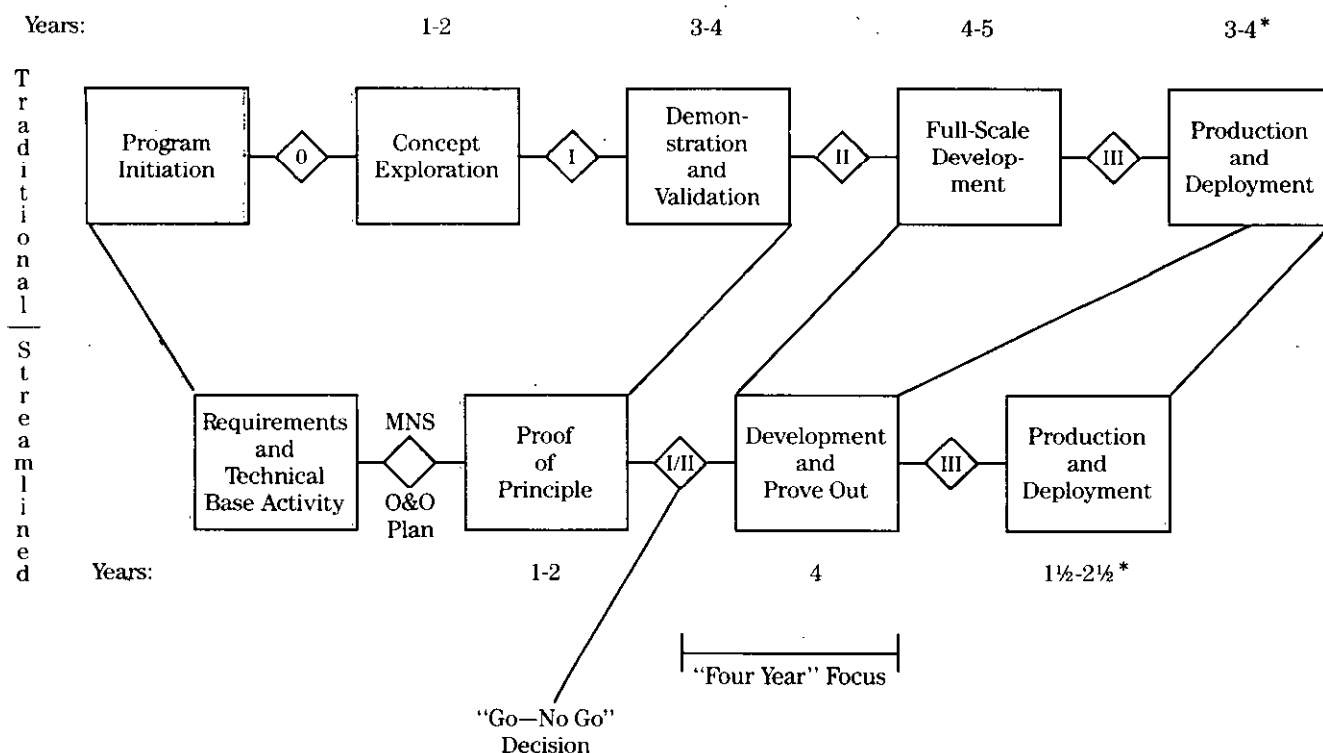 Years: 1-2 3-4 4-5 3-4*
Traditional
Program
Initiation
0
Concept
Exploration
I
Demon-
stration
and
Validation
II
Full-Scale
Develop-
ment
III
Production
and
Deployment
Streamlined
Requirements
and
Technical
Base Activity
MNS
O&O
Plan
Proof
of
Principle
I/II
Development
and
Prove Out
III
Production
and
Deployment
Years: 1-2 4 1½-2½*
"Four Year" Focus
"Go—No Go"
Decision